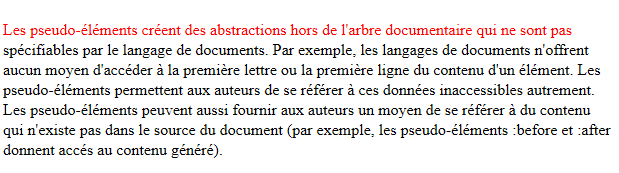 Les pseudo-éléments créent des abstractions hors de l'arbre documentaire qui ne sont pas
spécifiables par le langage de documents. Par exemple, les langages de documents n'offrent
aucun moyen d'accéder à la première lettre ou la première ligne du contenu d'un élément. Les
pseudo-éléments permettent aux auteurs de se référer à ces données inaccessibles autrement.
Les pseudo-éléments peuvent aussi fournir aux auteurs un moyen de se référer à du contenu
qui n'existe pas dans le source du document (par exemple, les pseudo-éléments :before et :after
donnent accés au contenu généré).